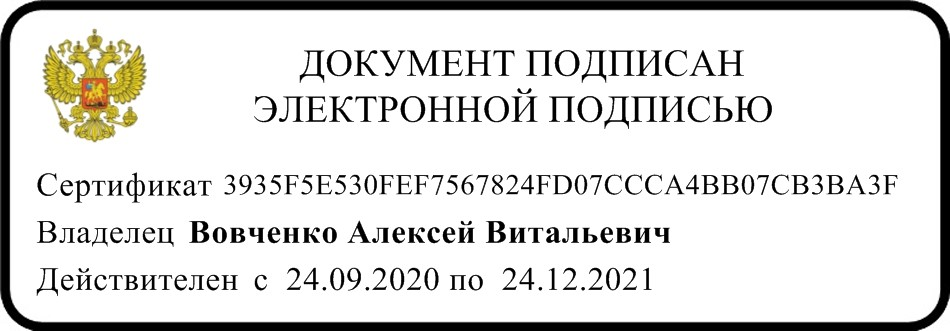 ДОКУМЕНТ ПОДПИСАН
ЭЛЕКТРОННОЙ ПОДПИСЬЮ
Сертификат 3935F5E530FEF7567824FD07CCCA4BB07CB3BA3F
Владелец Вовченко Алексей Витальевич
Действителен с 24.09.2020 по 24.12.2021